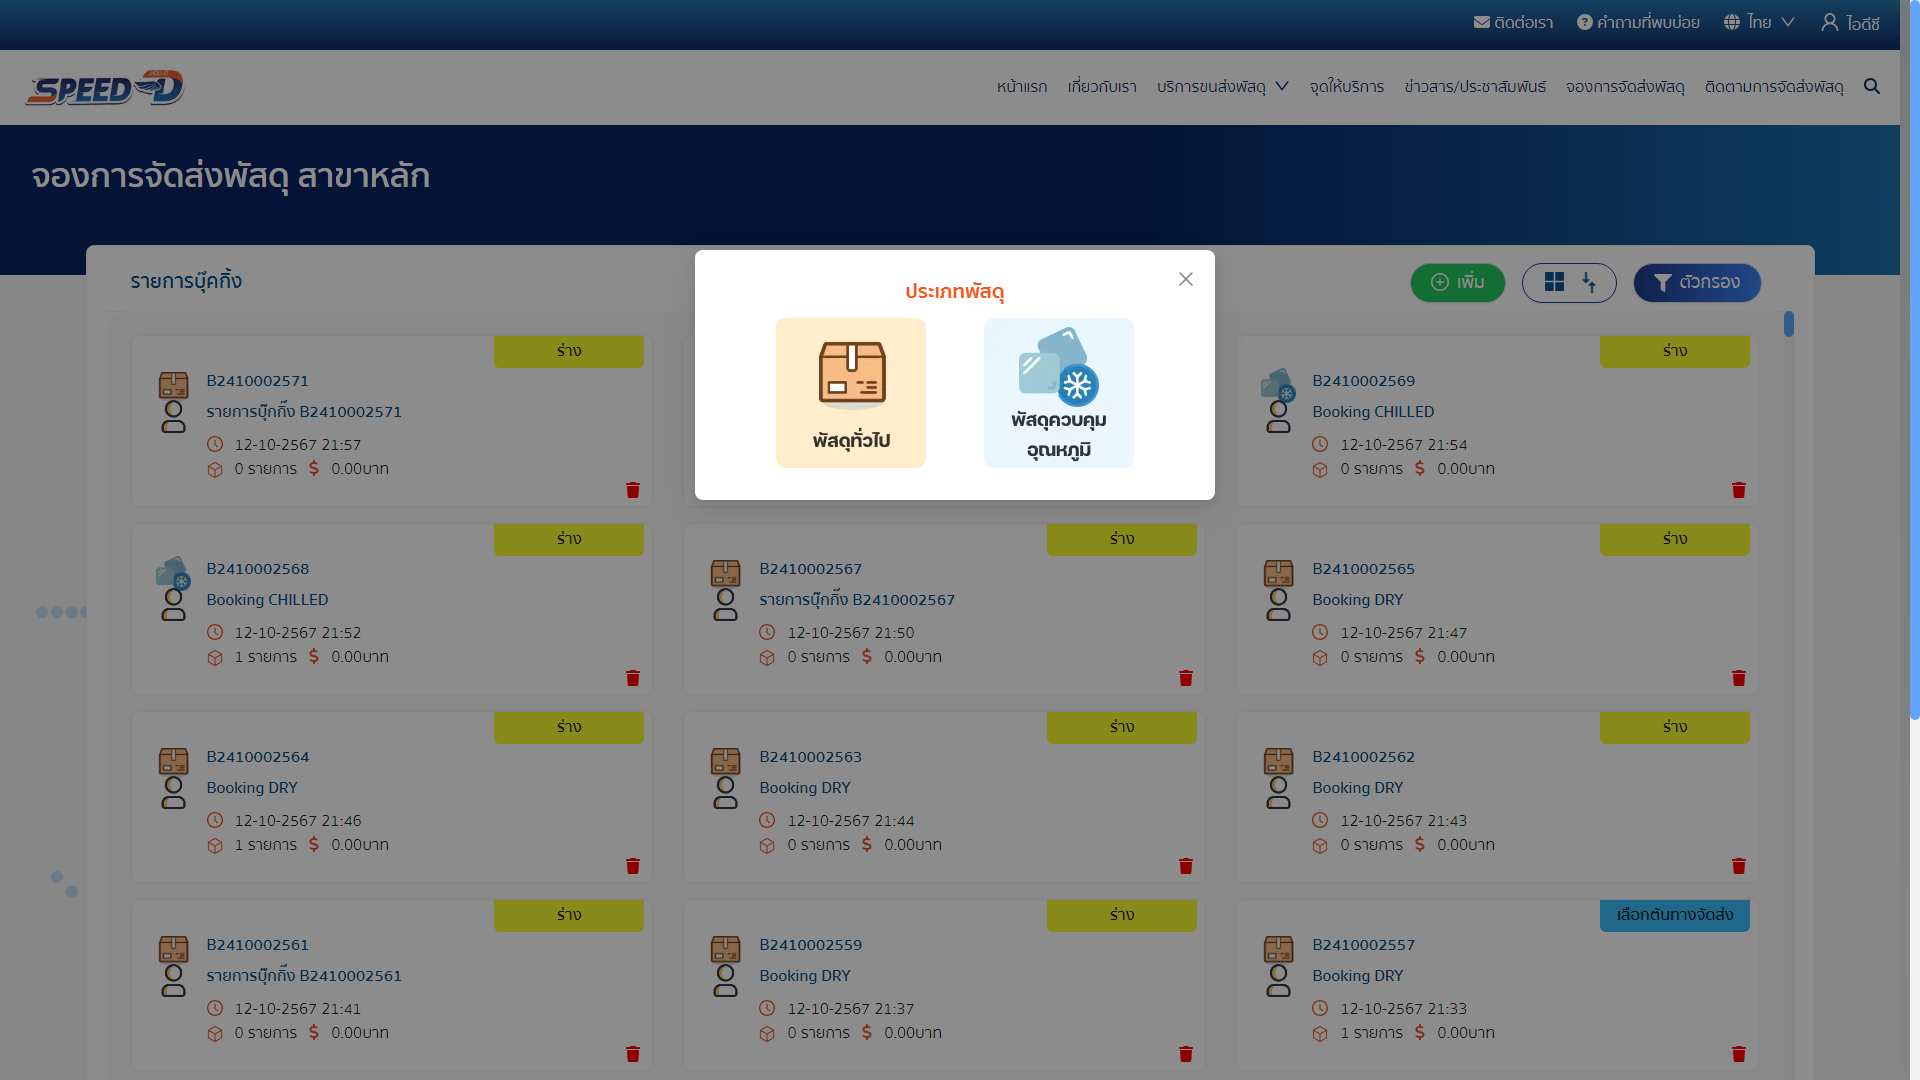 ติดต่อเรา คำถามที่พบบ่อย ไทย ไอดีซี
SPEED-D
หน้าแรก เกี่ยวกับเรา บริการขนส่งพัสดุ จุดให้บริการ ข่าวสาร/ประชาสัมพันธ์ จองการจัดส่งพัสดุ ติดตามการจัดส่งพัสดุ
จองการจัดส่งพัสดุ สาขาหลัก
รายการบุ๊คกิ้ง
เพิ่ม
ตัวกรอง
ประเภทพัสดุ
พัสดุทั่วไป
พัสดุควบคุม
อุณหภูมิ
ร่าง
B2410002571
รายการบุ๊กกิ๊ง B2410002571
12-10-2567 21:57
0 รายการ $ 0.00บาท
ร่าง
B2410002569
Booking CHILLED
12-10-2567 21:54
0 รายการ $ 0.00บาท
ร่าง
B2410002568
Booking CHILLED
12-10-2567 21:52
1 รายการ $ 0.00บาท
ร่าง
B2410002567
รายการบุ๊กกิ๊ง B2410002567
12-10-2567 21:50
0 รายการ $ 0.00บาท
ร่าง
B2410002565
Booking DRY
12-10-2567 21:47
0 รายการ $ 0.00บาท
ร่าง
B2410002564
Booking DRY
12-10-2567 21:46
1 รายการ $ 0.00บาท
ร่าง
B2410002563
Booking DRY
12-10-2567 21:44
0 รายการ $ 0.00บาท
ร่าง
B2410002562
Booking DRY
12-10-2567 21:43
0 รายการ $ 0.00บาท
ร่าง
B2410002561
รายการบุ๊กกิ๊ง B2410002561
12-10-2567 21:41
0 รายการ $ 0.00บาท
ร่าง
B2410002559
Booking DRY
12-10-2567 21:37
0 รายการ $ 0.00บาท
เลือกต้นทางจัดส่ง
B2410002557
Booking DRY
12-10-2567 21:33
1 รายการ $ 0.00บาท